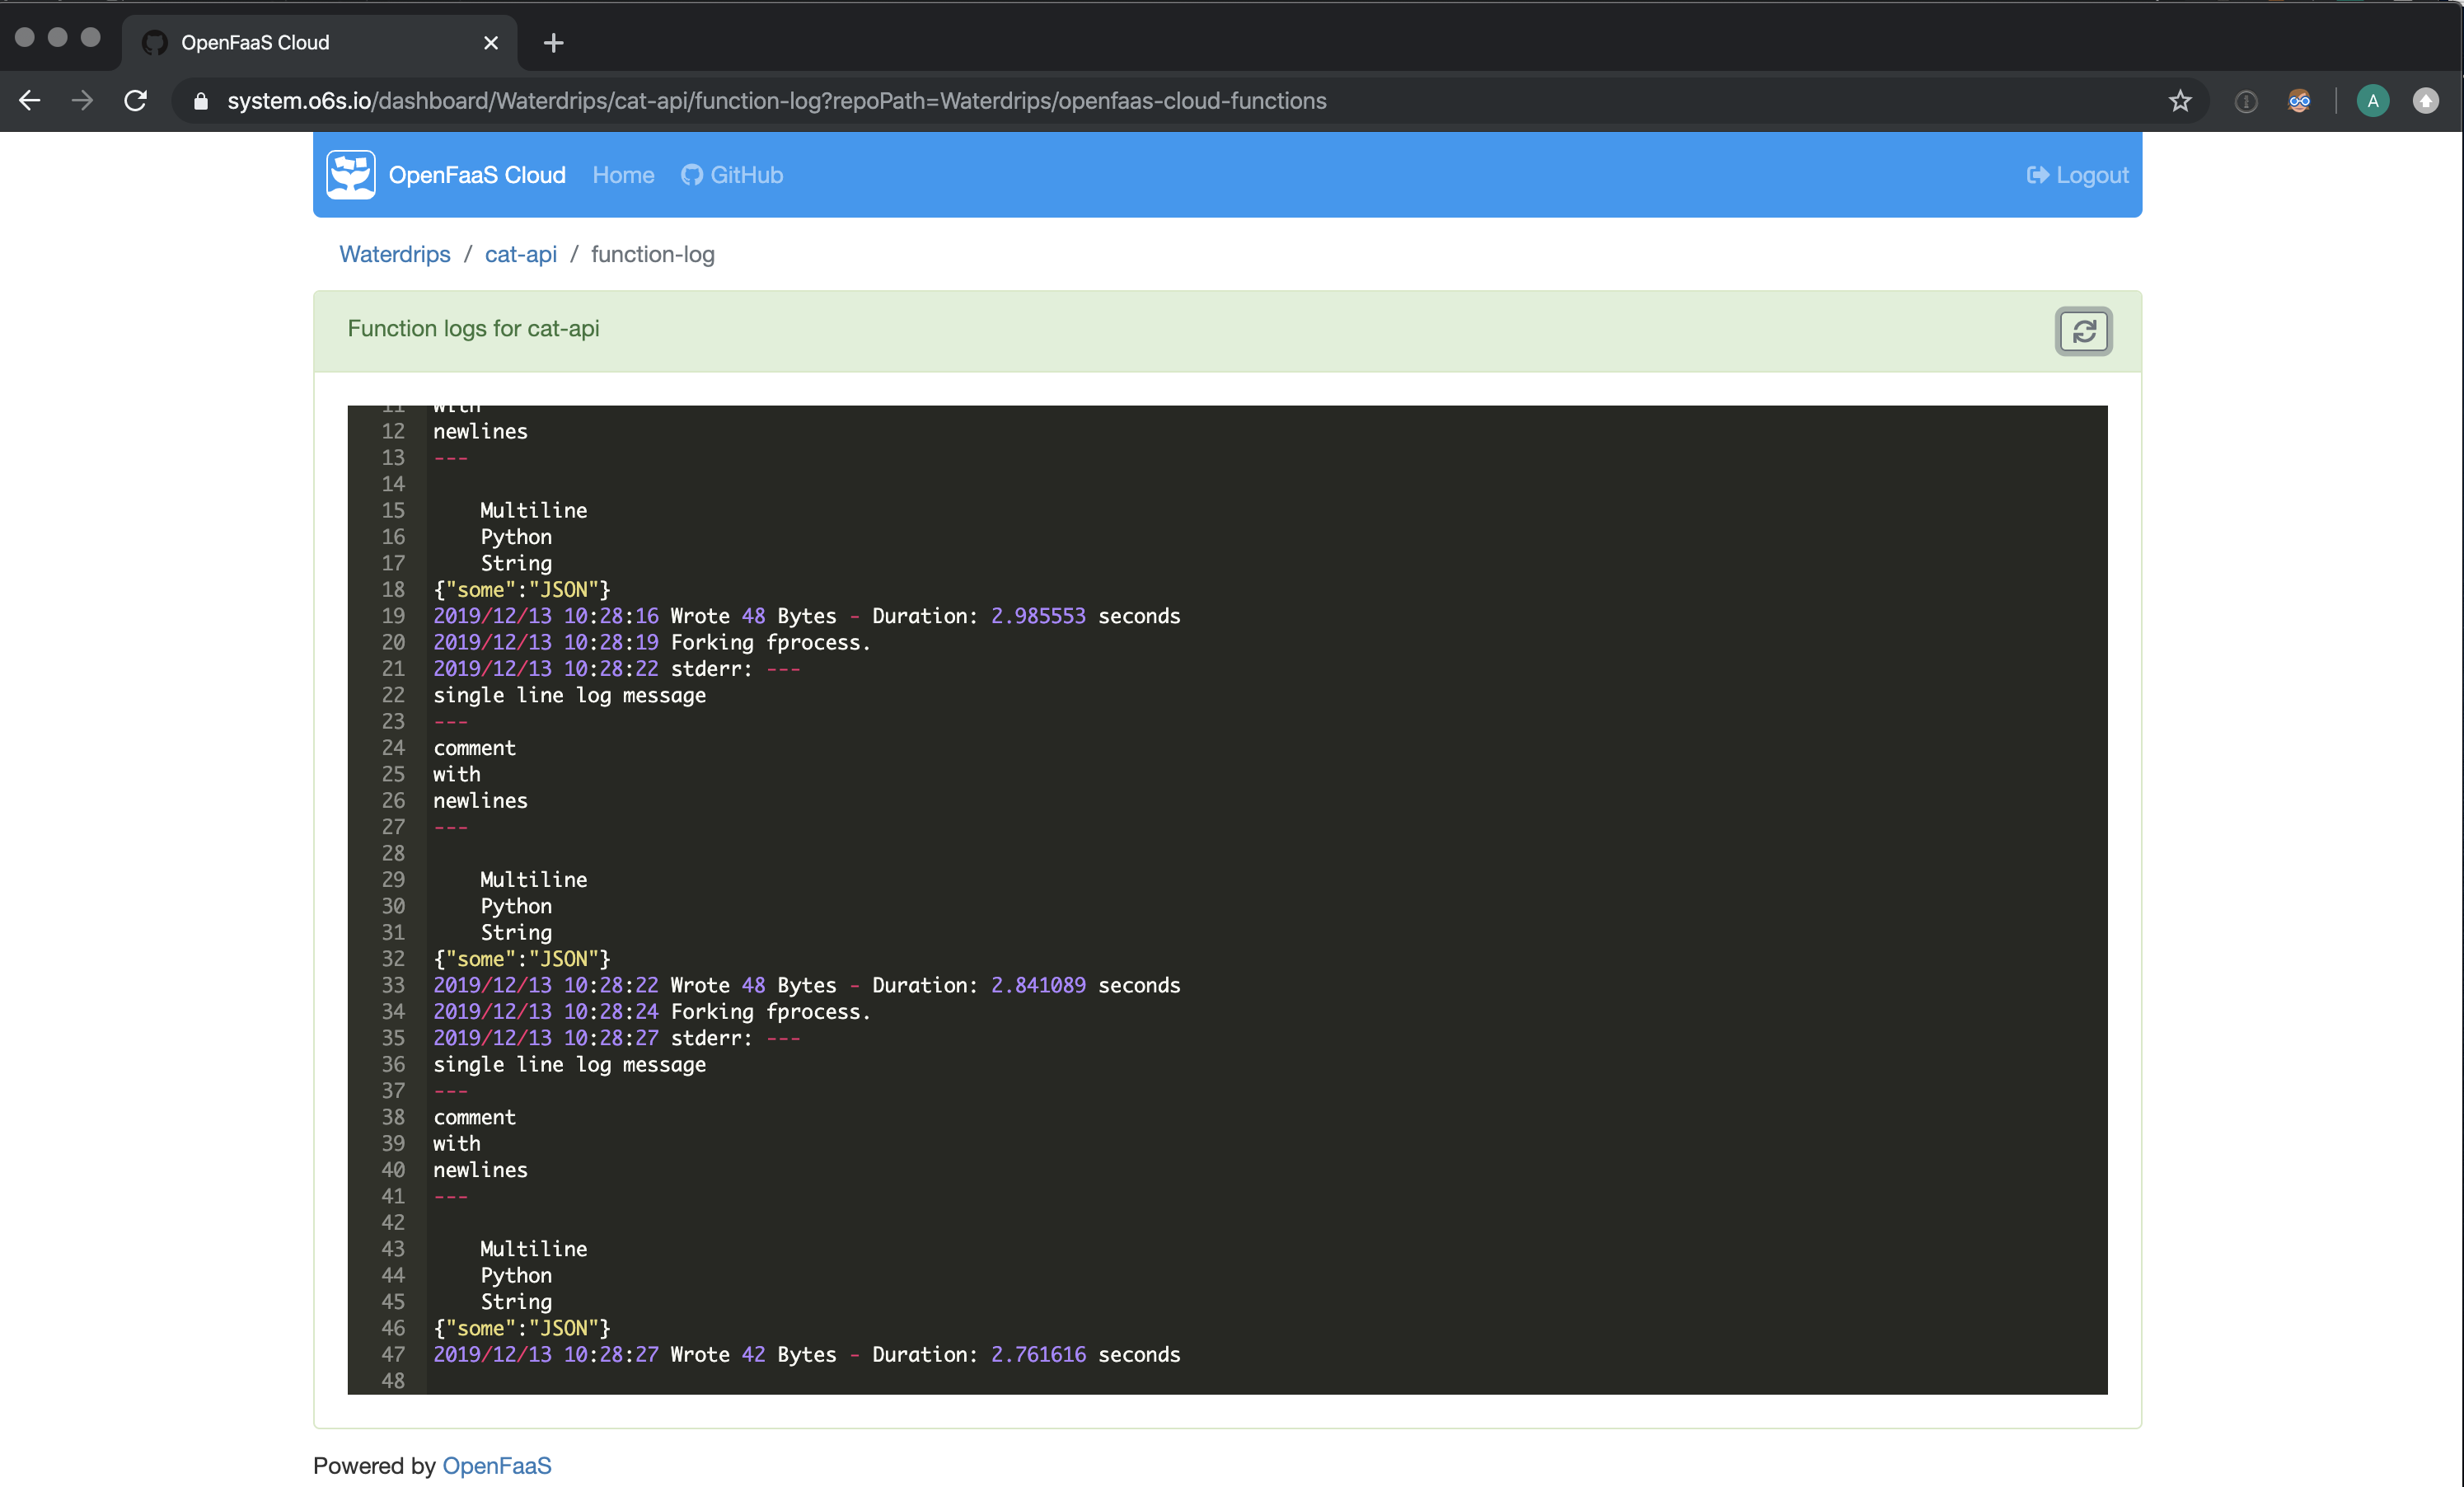 OpenFaaS Cloud
system.o6s.io/dashboard/Waterdrips/cat-api/function-log?repoPath=Waterdrips/openfaas-cloud-functions
A
OpenFaaS Cloud Home GitHub Logout
Waterdrips / cat-api / function-log
Function logs for cat-api
11 with
12 newlines
13 ---
14
15     Multiline
16     Python
17     String
18 {"some":"JSON"}
19 2019/12/13 10:28:16 Wrote 48 Bytes - Duration: 2.985553 seconds
20 2019/12/13 10:28:19 Forking fprocess.
21 2019/12/13 10:28:22 stderr: ---
22 single line log message
23 ---
24 comment
25 with
26 newlines
27 ---
28
29     Multiline
30     Python
31     String
32 {"some":"JSON"}
33 2019/12/13 10:28:22 Wrote 48 Bytes - Duration: 2.841089 seconds
34 2019/12/13 10:28:24 Forking fprocess.
35 2019/12/13 10:28:27 stderr: ---
36 single line log message
37 ---
38 comment
39 with
40 newlines
41 ---
42
43     Multiline
44     Python
45     String
46 {"some":"JSON"}
47 2019/12/13 10:28:27 Wrote 42 Bytes - Duration: 2.761616 seconds
48
Powered by OpenFaaS